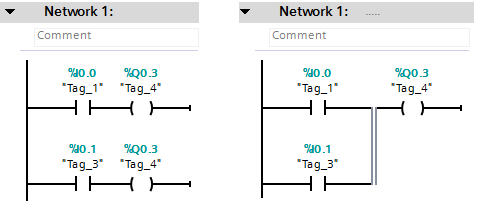 Network 1:
Comment
%I0.0 %Q0.3
"Tag_1" "Tag_4"
%I0.1 %Q0.3
"Tag_3" "Tag_4"
Network 1: .....
Comment
%I0.0 %Q0.3
"Tag_1" "Tag_4"
%I0.1
"Tag_3"